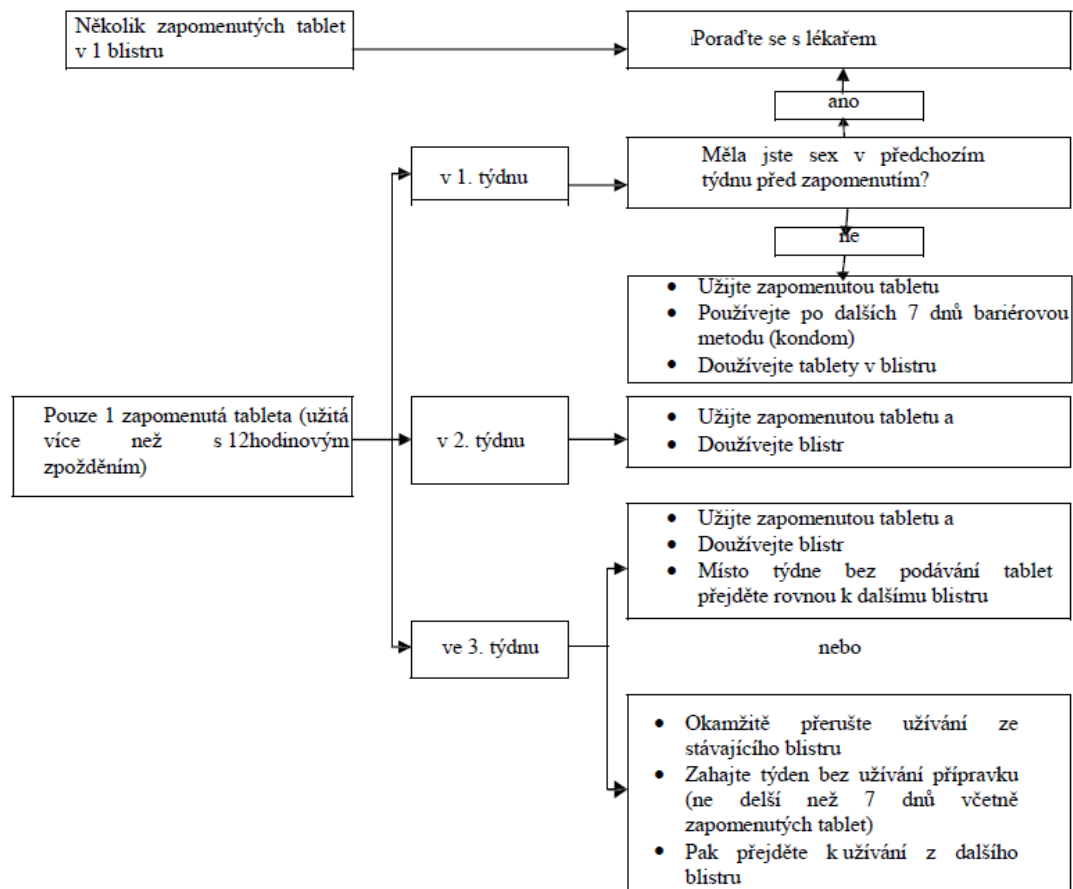 Několik zapomenutých tablet
v 1 blistru
Poraďte se s lékařem
ano
Měla jste sex v předchozím
týdnu před zapomenutím?
v 1. týdnu
ne
• Užijte zapomenutou tabletu
• Používejte po dalších 7 dnů bariérovou
metodu (kondom)
• Doužívejte tablety v blistru
Pouze 1 zapomenutá tableta (užitá
více než s 12hodinovým
zpožděním)
v 2. týdnu
• Užijte zapomenutou tabletu a
• Doužívejte blistr
• Užijte zapomenutou tabletu a
• Doužívejte blistr
• Místo týdne bez podávání tablet
přejděte rovnou k dalšímu blistru
ve 3. týdnu
nebo
• Okamžitě přerušte užívání ze
stávajícího blistru
• Zahajte týden bez užívání přípravku
(ne delší než 7 dnů včetně
zapomenutých tablet)
• Pak přejděte k užívání z dalšího
blistru